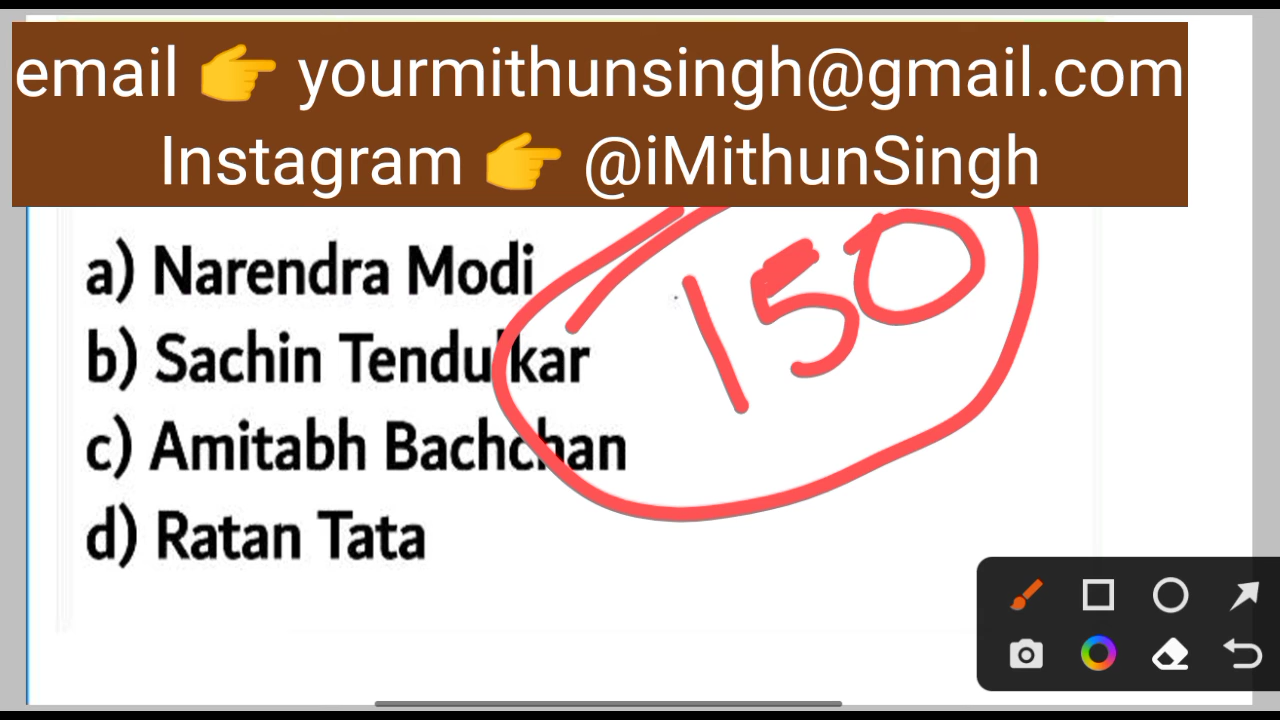 email 👉 yourmithunsingh@gmail.com
Instagram 👉 @iMithunSingh
a) Narendra Modi
150
b) Sachin Tendulkar
c) Amitabh Bachchan
d) Ratan Tata